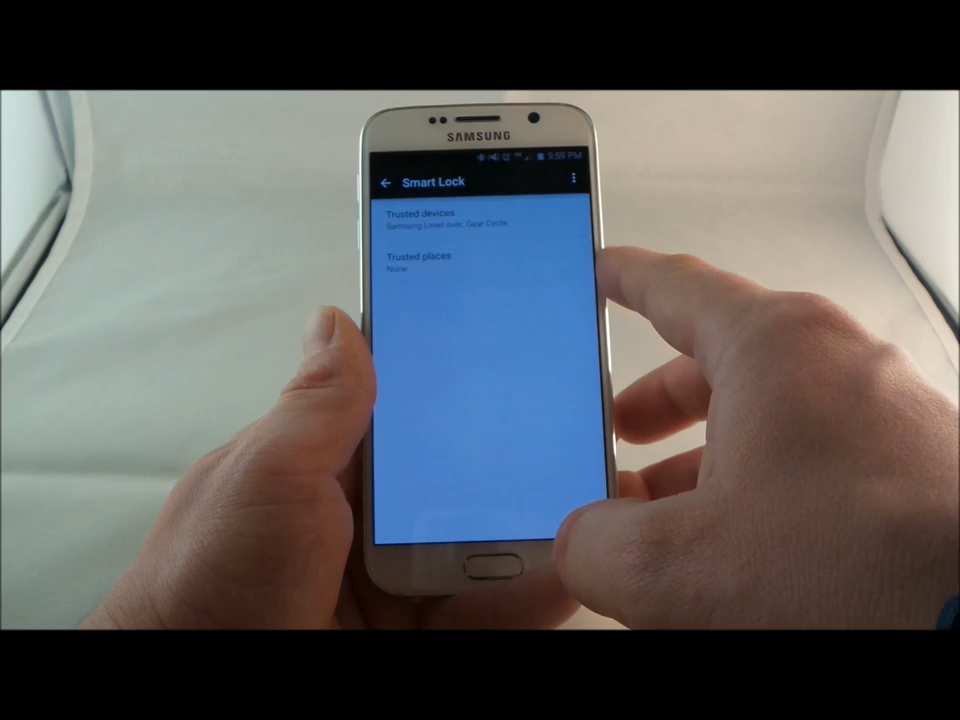 SAMSUNG
9:59 PM
Smart Lock
Trusted devices
Samsung Level over, Gear Circle
Trusted places
None